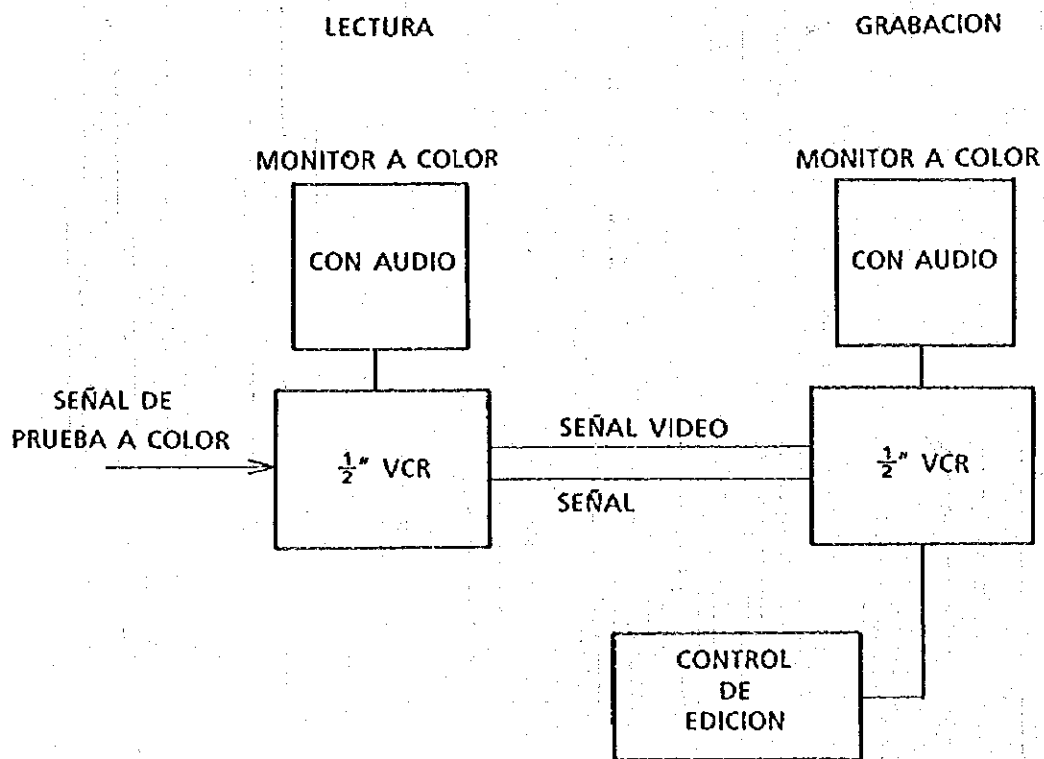 LECTURA
GRABACION
MONITOR A COLOR
CON AUDIO
MONITOR A COLOR
CON AUDIO
SEÑAL DE
PRUEBA A COLOR
½" VCR
SEÑAL VIDEO
SEÑAL
½" VCR
CONTROL
DE
EDICION